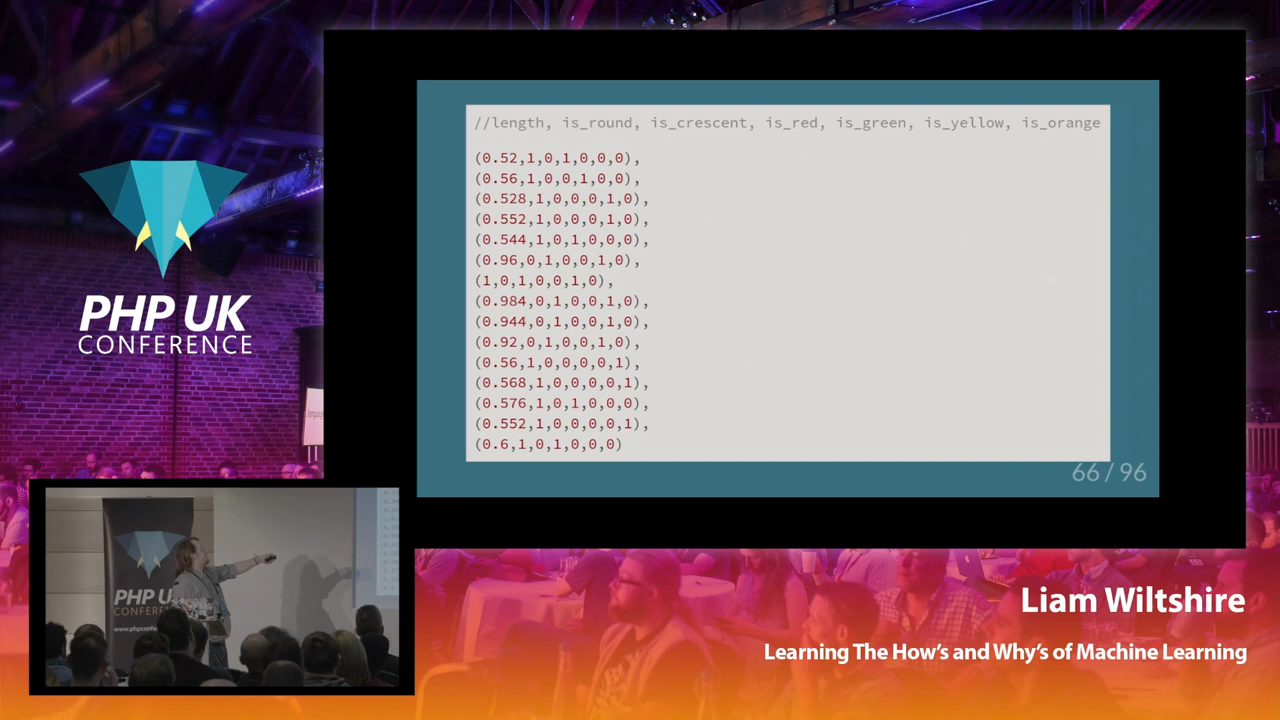 //length, is_round, is_crescent, is_red, is_green, is_yellow, is_orange
(0.52,1,0,1,0,0,0),
(0.56,1,0,0,1,0,0),
(0.528,1,0,0,0,1,0),
(0.552,1,0,0,0,1,0),
(0.544,1,0,1,0,0,0),
(0.96,0,1,0,0,1,0),
(1,0,1,0,0,1,0),
(0.984,0,1,0,0,1,0),
(0.944,0,1,0,0,1,0),
(0.92,0,1,0,0,1,0),
(0.56,1,0,0,0,0,1),
(0.568,1,0,0,0,0,1),
(0.576,1,0,1,0,0,0),
(0.552,1,0,0,0,0,1),
(0.6,1,0,1,0,0,0)
66 / 96
PHP UK
CONFERENCE
PHP U
CONFERE
Liam Wiltshire
Learning The How's and Why's of Machine Learning